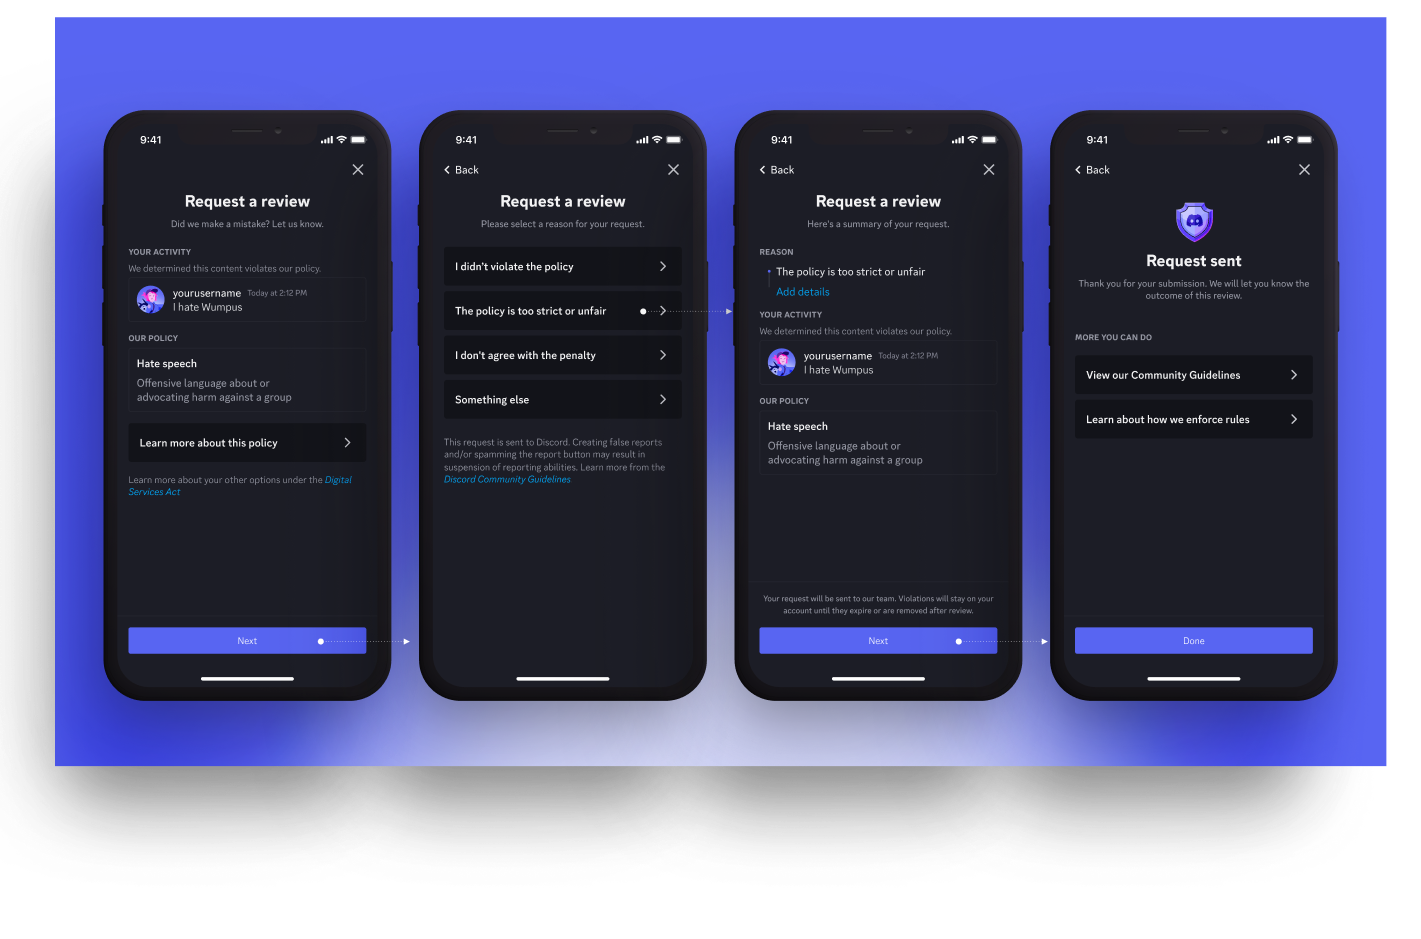 9:41
Request a review
Did we make a mistake? Let us know.
YOUR ACTIVITY
We determined this content violates our policy.
yourusername Today at 2:12 PM
I hate Wumpus
OUR POLICY
Hate speech
Offensive language about or
advocating harm against a group
Learn more about this policy
Learn more about your other options under the Digital
Services Act
Next
9:41
Back
Request a review
Please select a reason for your request.
I didn't violate the policy
The policy is too strict or unfair
I don't agree with the penalty
Something else
This request is sent to Discord. Creating false reports
and/or spamming the report button may result in
suspension of reporting abilities. Learn more from the
Discord Community Guidelines
9:41
Back
Request a review
Here's a summary of your request.
REASON
The policy is too strict or unfair
Add details
YOUR ACTIVITY
We determined this content violates our policy.
yourusername Today at 2:12 PM
I hate Wumpus
OUR POLICY
Hate speech
Offensive language about or
advocating harm against a group
Your request will be sent to our team. Violations will stay on your
account until they expire or are removed after review.
Next
9:41
Back
Request sent
Thank you for your submission. We will let you know the
outcome of this review.
MORE YOU CAN DO
View our Community Guidelines
Learn about how we enforce rules
Done